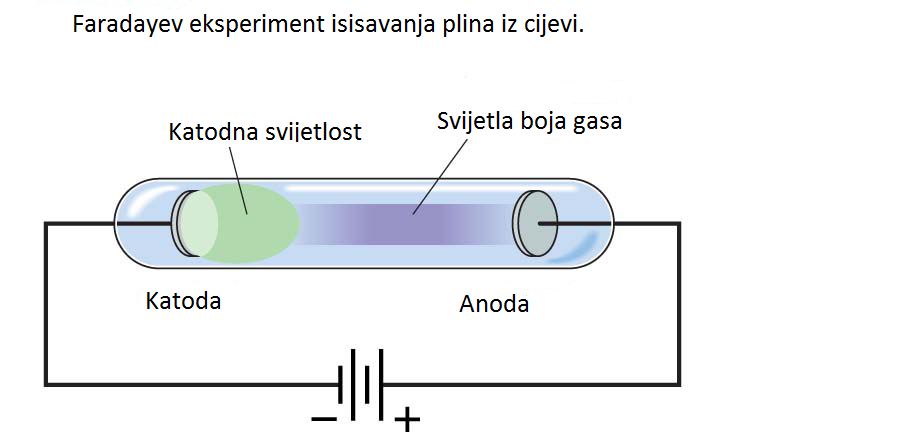 Faradayev eksperiment isisavanja plina iz cijevi.
Katodna svijetlost
Svijetla boja gasa
Katoda
Anoda
− +